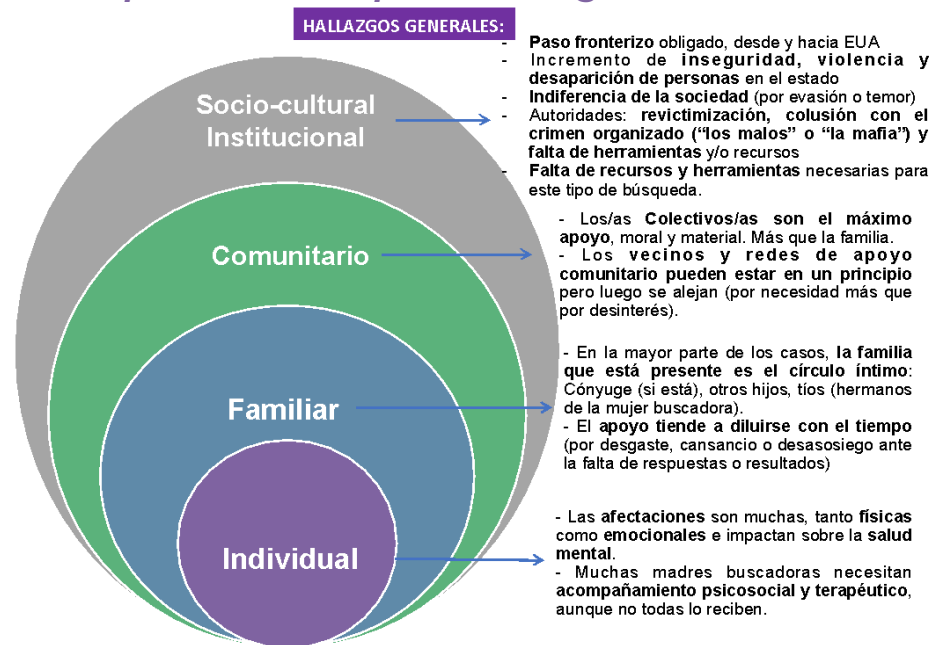 HALLAZGOS GENERALES:
- Paso fronterizo obligado, desde y hacia EUA
- Incremento de inseguridad, violencia y
desaparición de personas en el estado
- Indiferencia de la sociedad (por evasión o temor)
- Autoridades: revictimización, colusión con el
crimen organizado (“los malos” o “la mafia”) y
falta de herramientas y/o recursos
- Falta de recursos y herramientas necesarias para
este tipo de búsqueda.
Socio-cultural
Institucional
- Los/as Colectivos/as son el máximo
apoyo, moral y material. Más que la familia.
- Los vecinos y redes de apoyo
comunitario pueden estar en un principio
pero luego se alejan (por necesidad más que
por desinterés).
Comunitario
- En la mayor parte de los casos, la familia
que está presente es el círculo íntimo:
Cónyuge (si está), otros hijos, tíos (hermanos
de la mujer buscadora).
- El apoyo tiende a diluirse con el tiempo
(por desgaste, cansancio o desasosiego ante
la falta de respuestas o resultados)
Familiar
- Las afectaciones son muchas, tanto físicas
como emocionales e impactan sobre la salud
mental.
- Muchas madres buscadoras necesitan
acompañamiento psicosocial y terapéutico,
aunque no todas lo reciben.
Individual